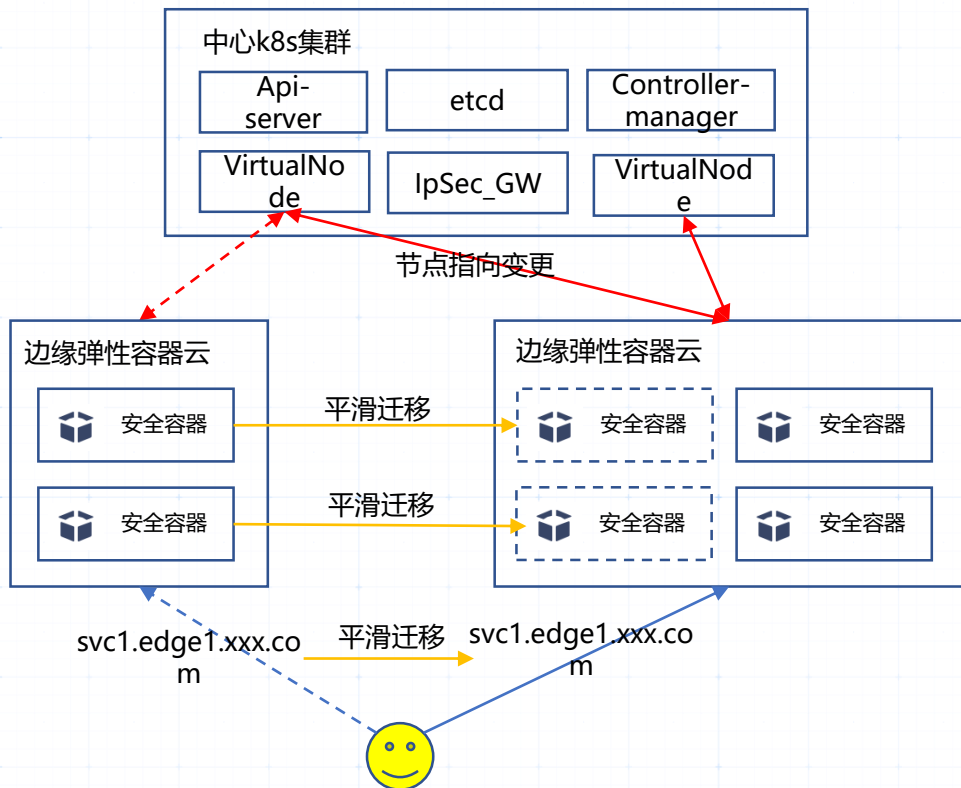 中心k8s集群
Api-
server
etcd
Controller-
manager
VirtualNo
de
IpSec_GW
VirtualNod
e
节点指向变更
边缘弹性容器云
边缘弹性容器云
安全容器
平滑迁移
安全容器
安全容器
安全容器
平滑迁移
安全容器
安全容器
svc1.edge1.xxx.co
m
平滑迁移
svc1.edge1.xxx.co
m